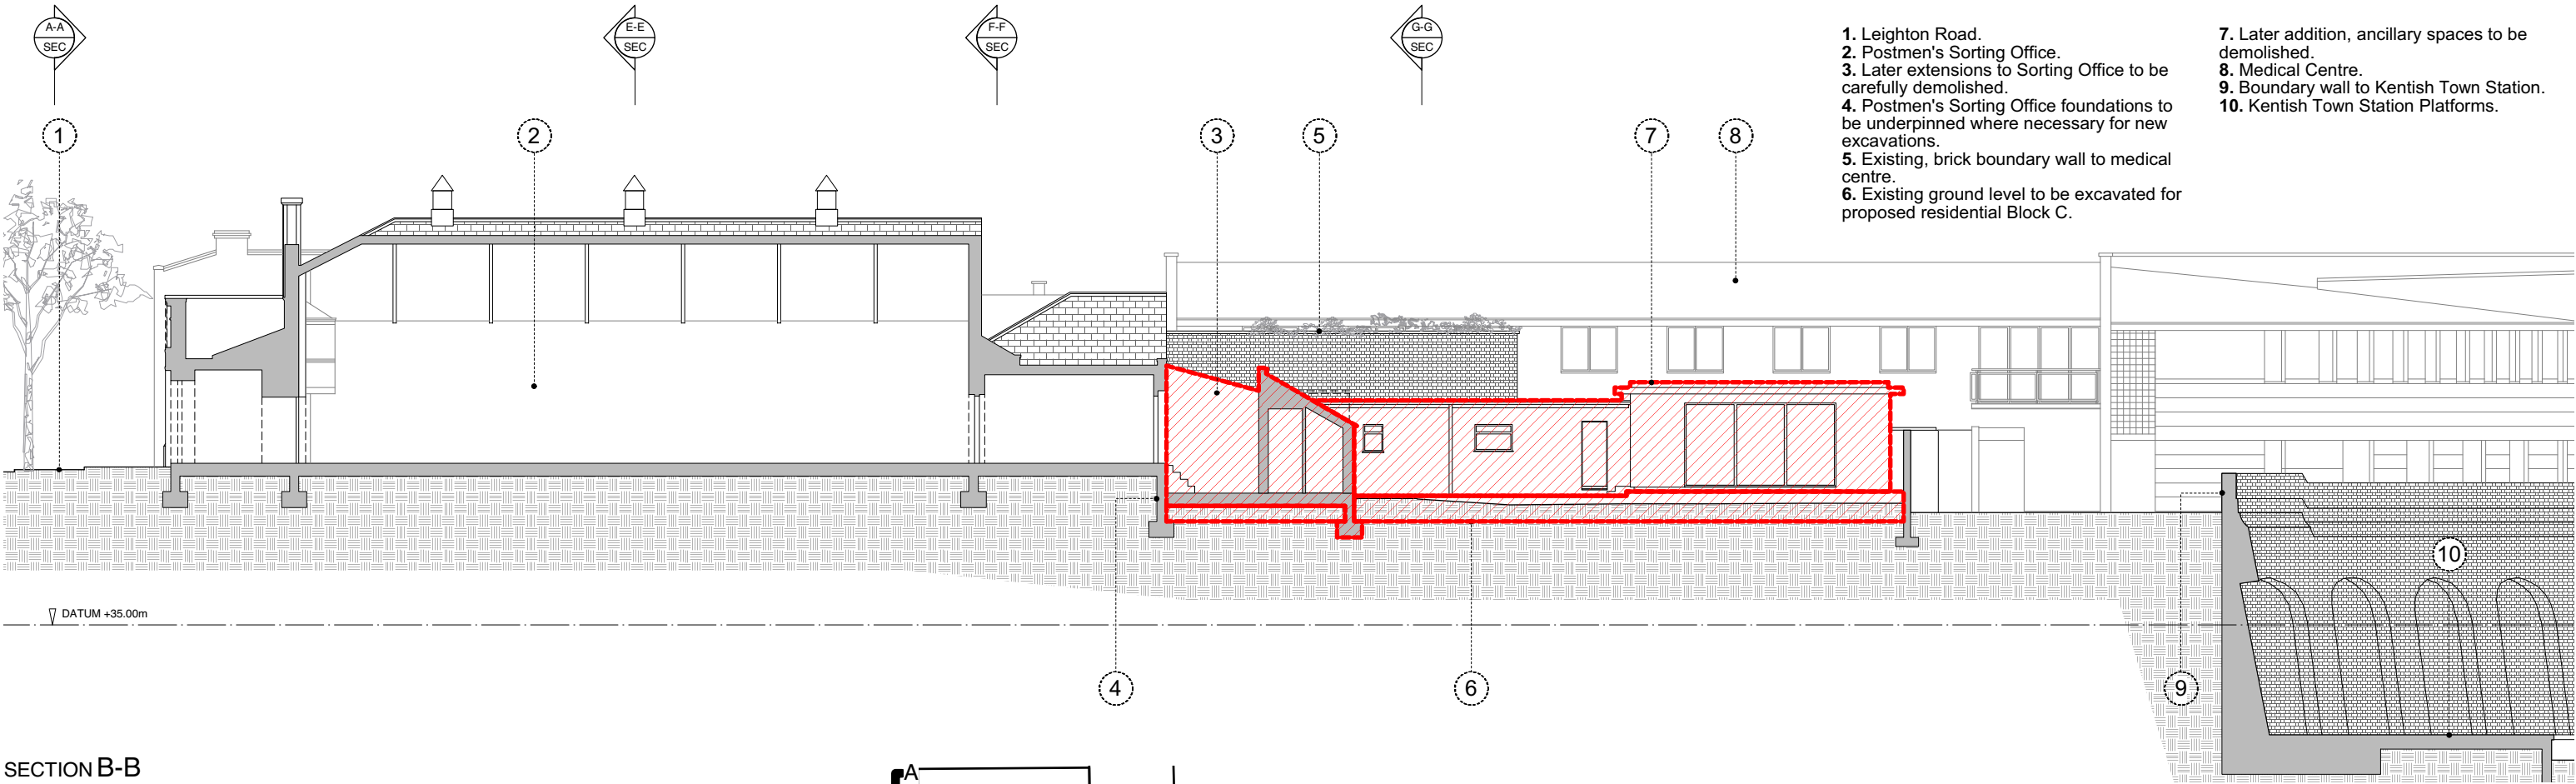 A-A
SEC
E-E
SEC
F-F
SEC
G-G
SEC
1. Leighton Road.
2. Postmen's Sorting Office.
3. Later extensions to Sorting Office to be
carefully demolished.
4. Postmen's Sorting Office foundations to
be underpinned where necessary for new
excavations.
5. Existing, brick boundary wall to medical
centre.
6. Existing ground level to be excavated for
proposed residential Block C.
7. Later addition, ancillary spaces to be
demolished.
8. Medical Centre.
9. Boundary wall to Kentish Town Station.
10. Kentish Town Station Platforms.
1
2
3
5
7
8
10
DATUM +35.00m
4
6
9
SECTION B-B
A